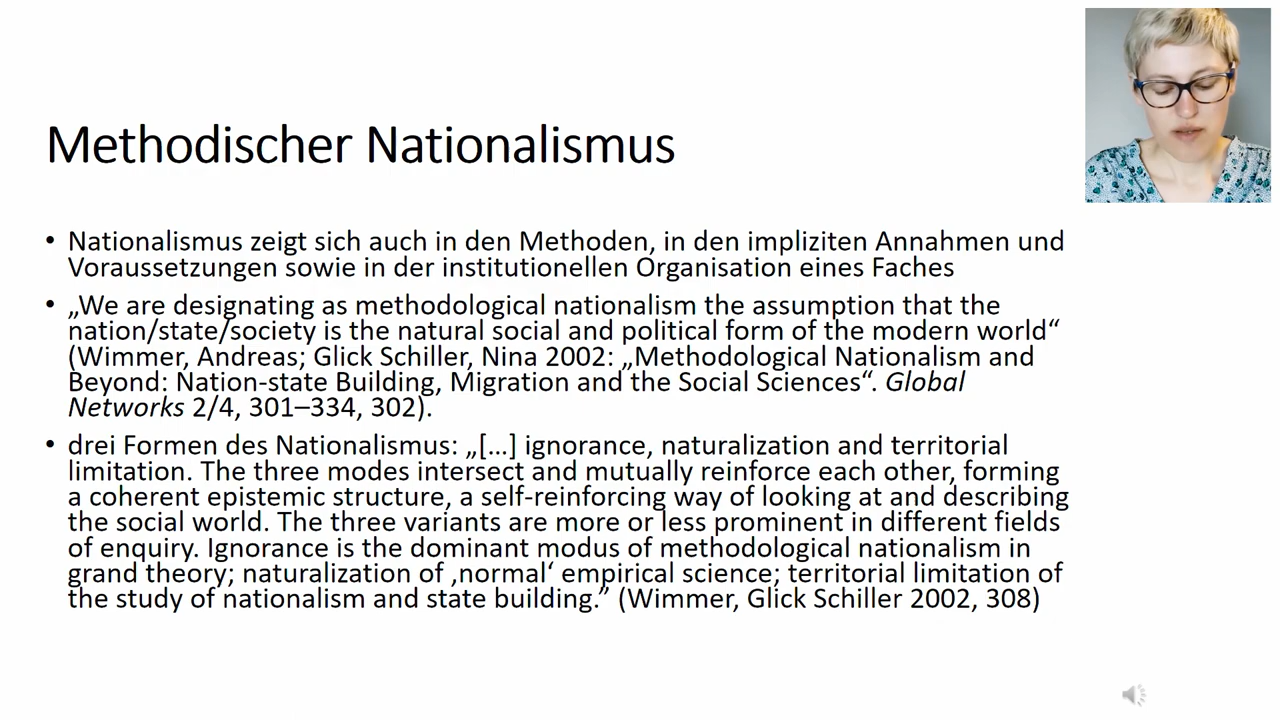 Methodischer Nationalismus
• Nationalismus zeigt sich auch in den Methoden, in den impliziten Annahmen und
Voraussetzungen sowie in der institutionellen Organisation eines Faches
• „We are designating as methodological nationalism the assumption that the
nation/state/society is the natural social and political form of the modern world“
(Wimmer, Andreas; Glick Schiller, Nina 2002: „Methodological Nationalism and
Beyond: Nation-state Building, Migration and the Social Sciences“. Global
Networks 2/4, 301–334, 302).
• drei Formen des Nationalismus: „[…] ignorance, naturalization and territorial
limitation. The three modes intersect and mutually reinforce each other, forming
a coherent epistemic structure, a self-reinforcing way of looking at and describing
the social world. The three variants are more or less prominent in different fields
of enquiry. Ignorance is the dominant modus of methodological nationalism in
grand theory; naturalization of ‚normal‘ empirical science; territorial limitation of
the study of nationalism and state building.” (Wimmer, Glick Schiller 2002, 308)